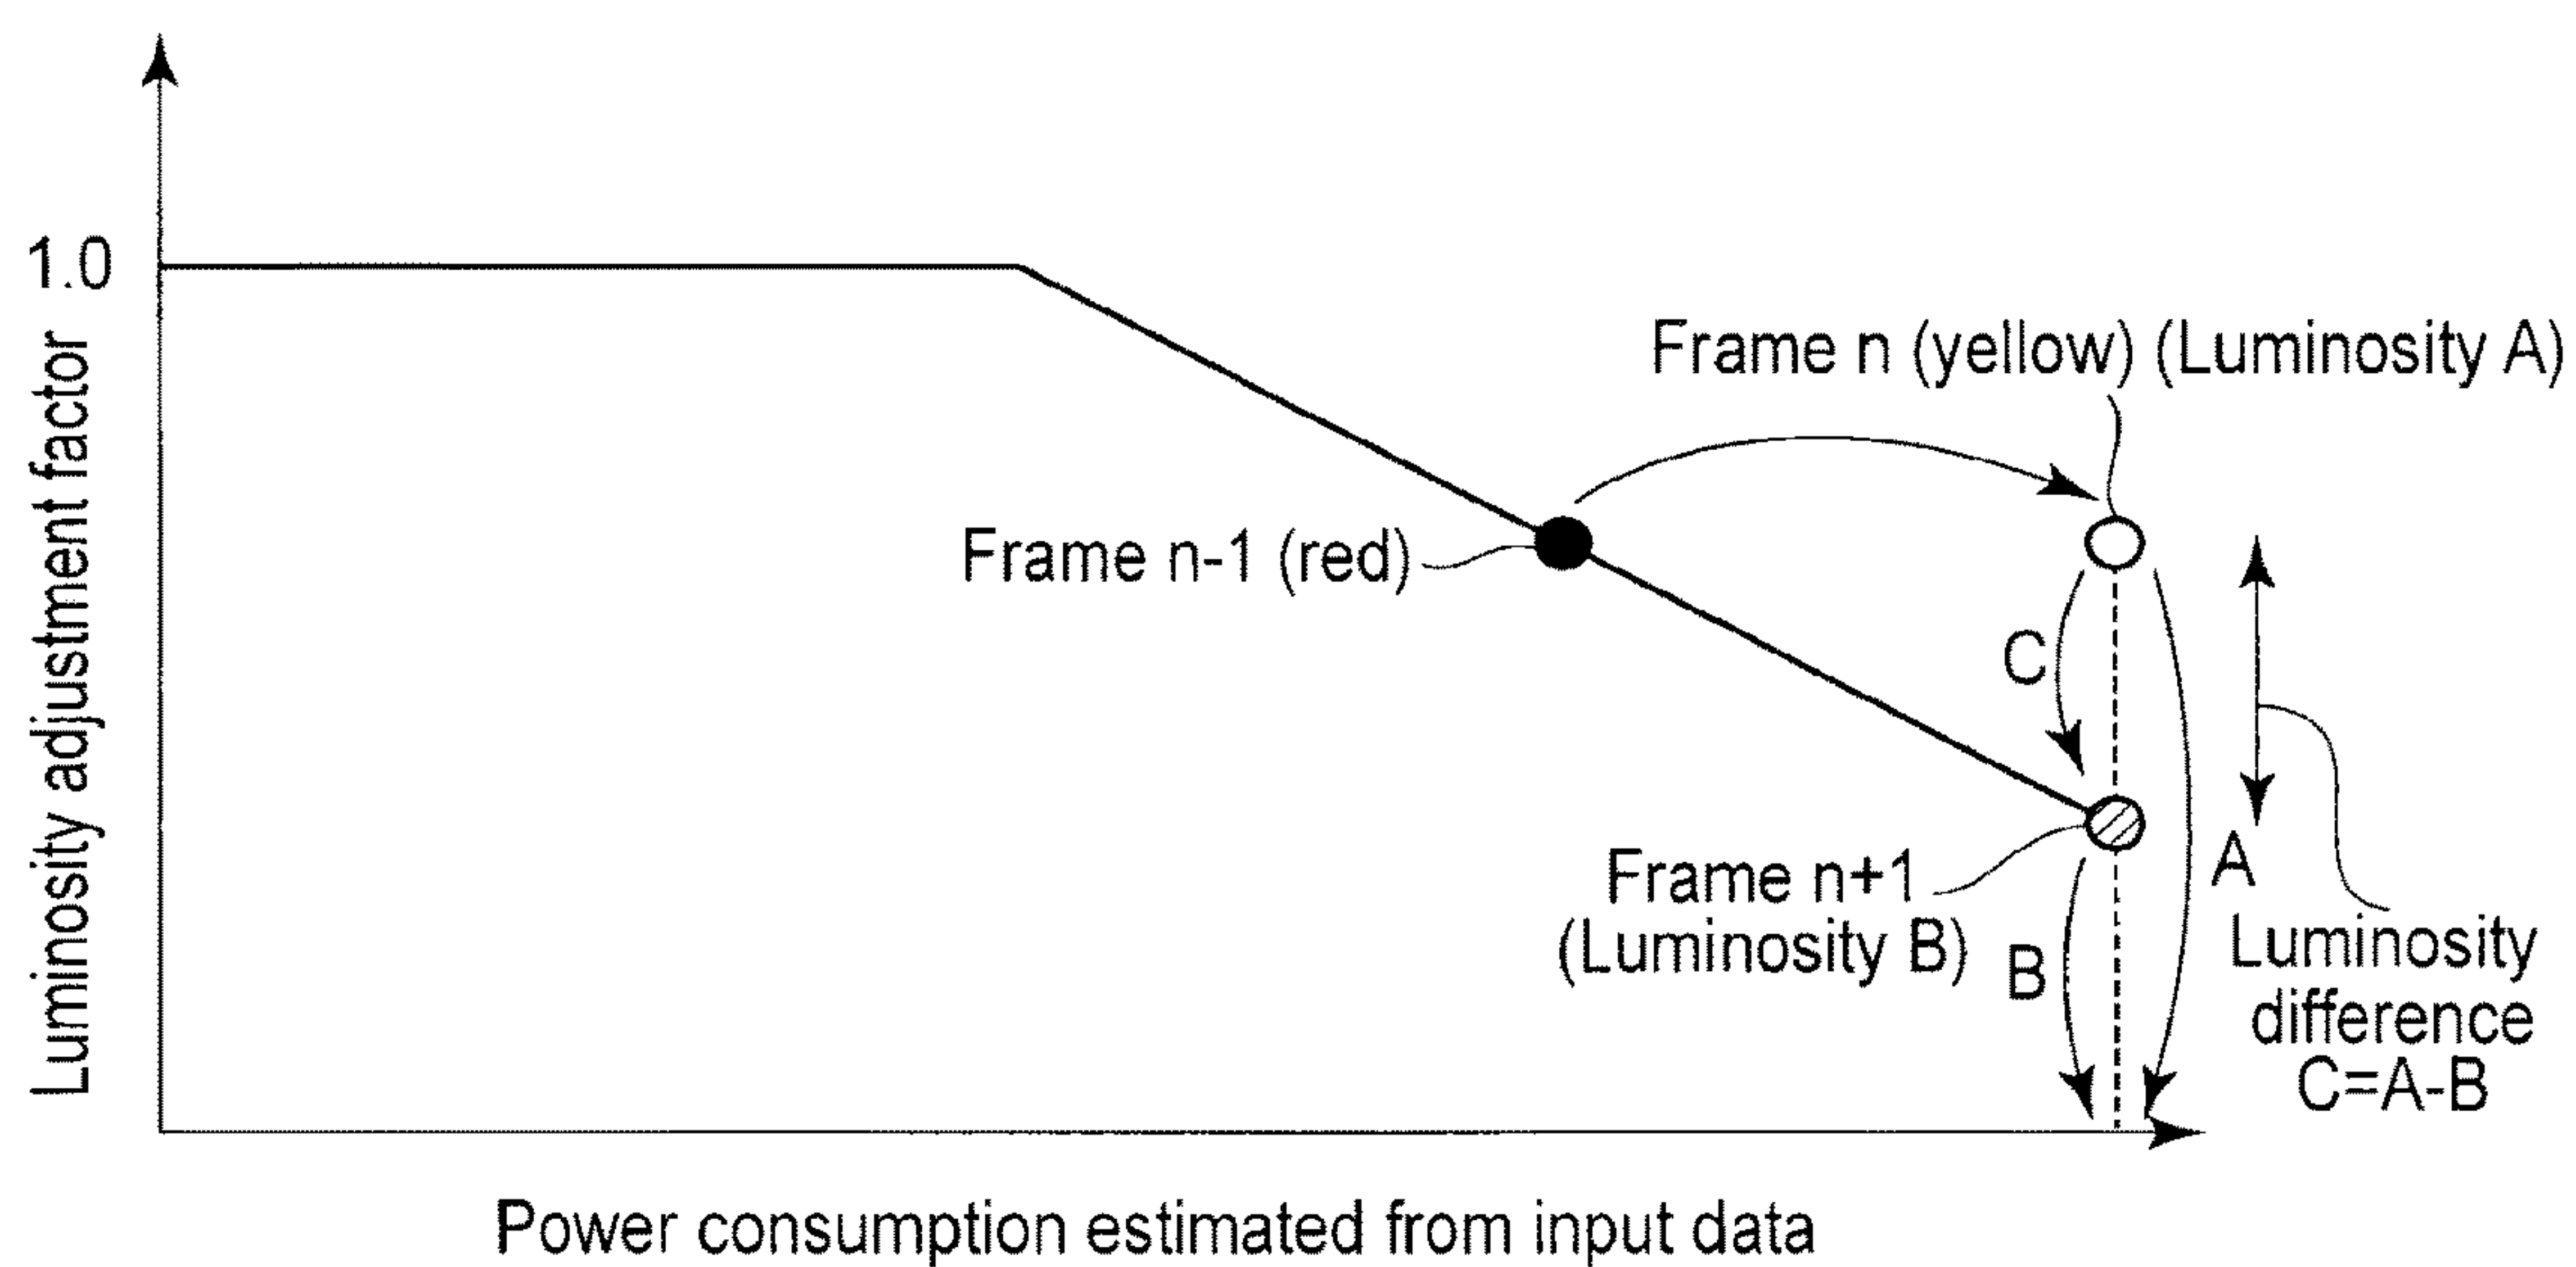 1.0
Luminosity adjustment factor
Frame n (yellow) (Luminosity A)
Frame n-1 (red)
C
A
Frame n+1
(Luminosity B)
B
Luminosity
difference
C=A-B
Power consumption estimated from input data